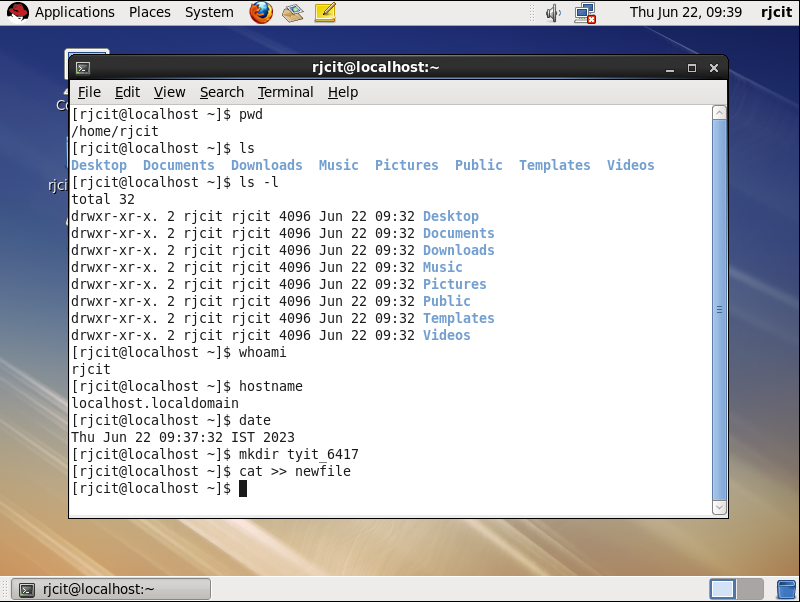 Applications Places System Thu Jun 22, 09:39 rjcit
rjcit@localhost:~
File Edit View Search Terminal Help
[rjcit@localhost ~]$ pwd
/home/rjcit
[rjcit@localhost ~]$ ls
Desktop Documents Downloads Music Pictures Public Templates Videos
[rjcit@localhost ~]$ ls -l
total 32
drwxr-xr-x. 2 rjcit rjcit 4096 Jun 22 09:32 Desktop
drwxr-xr-x. 2 rjcit rjcit 4096 Jun 22 09:32 Documents
drwxr-xr-x. 2 rjcit rjcit 4096 Jun 22 09:32 Downloads
drwxr-xr-x. 2 rjcit rjcit 4096 Jun 22 09:32 Music
drwxr-xr-x. 2 rjcit rjcit 4096 Jun 22 09:32 Pictures
drwxr-xr-x. 2 rjcit rjcit 4096 Jun 22 09:32 Public
drwxr-xr-x. 2 rjcit rjcit 4096 Jun 22 09:32 Templates
drwxr-xr-x. 2 rjcit rjcit 4096 Jun 22 09:32 Videos
[rjcit@localhost ~]$ whoami
rjcit
[rjcit@localhost ~]$ hostname
localhost.localdomain
[rjcit@localhost ~]$ date
Thu Jun 22 09:37:32 IST 2023
[rjcit@localhost ~]$ mkdir tyit_6417
[rjcit@localhost ~]$ cat >> newfile
[rjcit@localhost ~]$
rjcit@localhost:~